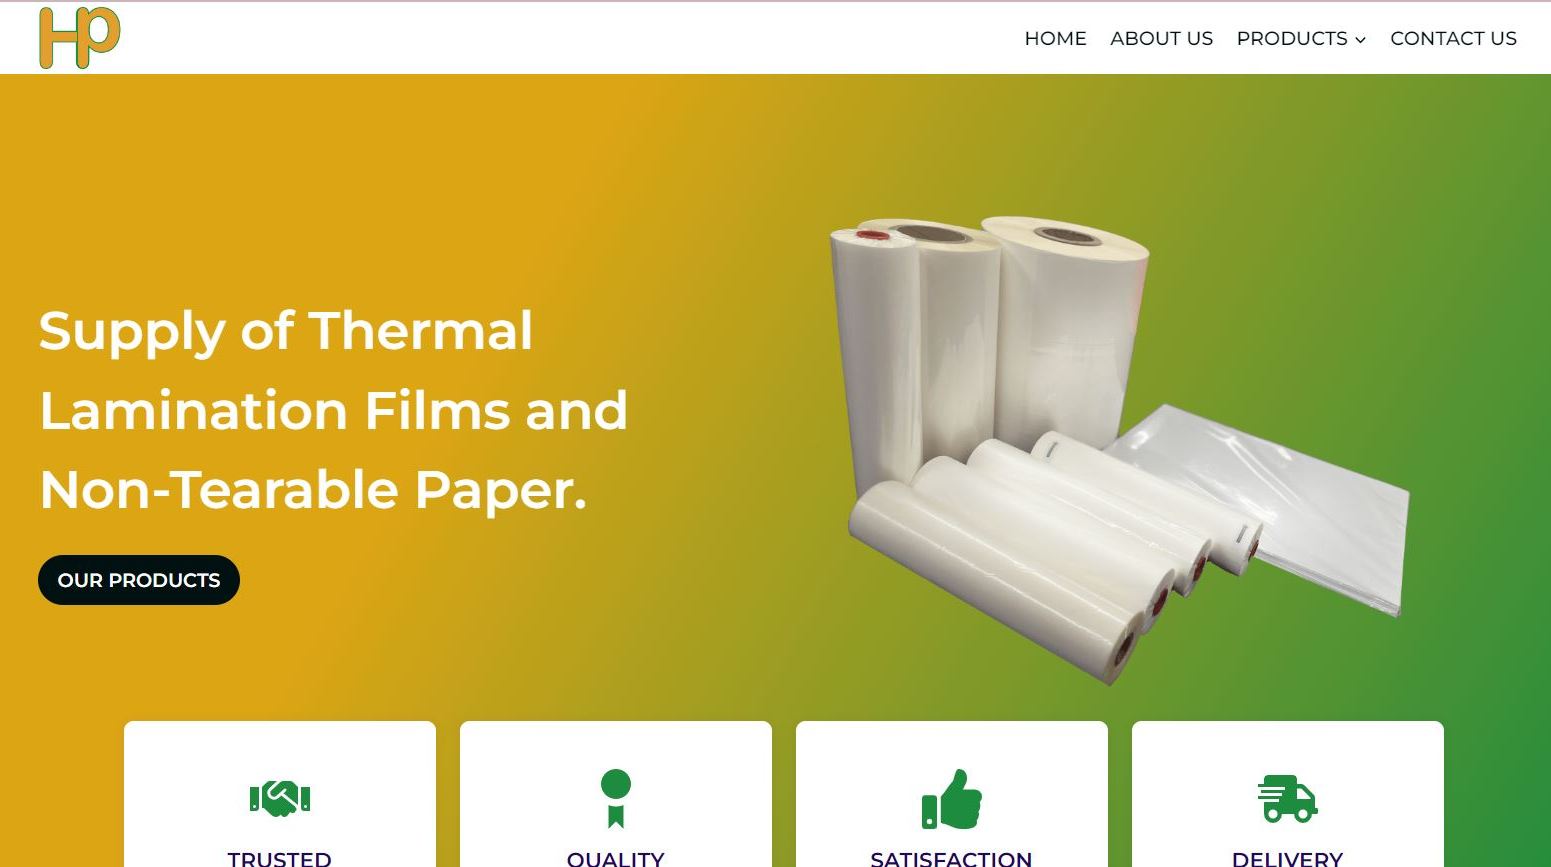 Hp
HOME
ABOUT US
PRODUCTS
CONTACT US
Supply of Thermal
Lamination Films and
Non-Tearable Paper.
OUR PRODUCTS
TRUSTED
QUALITY
SATISFACTION
DELIVERY